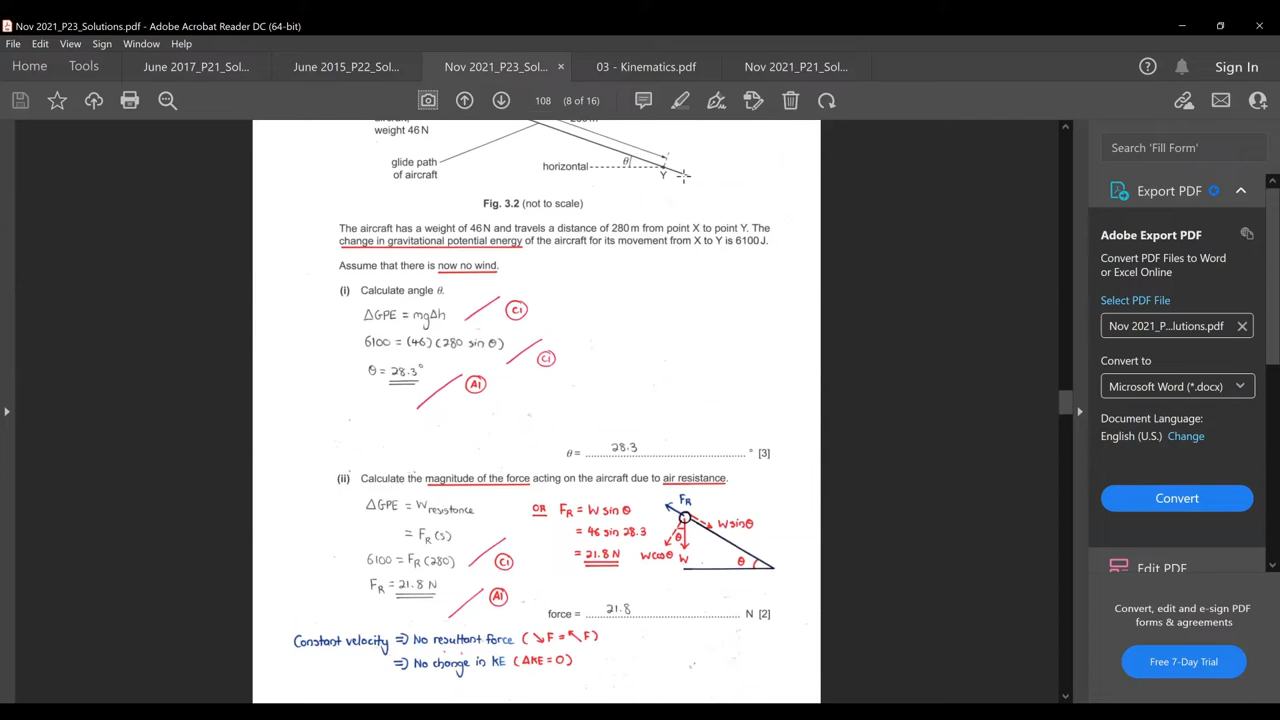 Nov 2021_P23_Solutions.pdf - Adobe Acrobat Reader DC (64-bit)
File Edit View Sign Window Help
Home Tools June 2017_P21_Sol... June 2015_P22_Sol... Nov 2021_P23_Sol... × 03 - Kinematics.pdf Nov 2021_P21_Sol... Sign In
108 (8 of 16)
weight 46 N
glide path
of aircraft
horizontal
θ
Y
Fig. 3.2 (not to scale)
The aircraft has a weight of 46 N and travels a distance of 280 m from point X to point Y. The
change in gravitational potential energy of the aircraft for its movement from X to Y is 6100 J.
Assume that there is now no wind.
(i) Calculate angle θ.
ΔGPE = mgΔh C1
6100 = (46)(280 sin θ) C1
θ = 28.3° A1
θ = 28.3 ° [3]
(ii) Calculate the magnitude of the force acting on the aircraft due to air resistance.
ΔGPE = Wresistance
= FR(s)
6100 = FR(280) C1
FR = 21.8 N A1
OR FR = W sin θ
= 46 sin 28.3
= 21.8 N
FR
W sinθ
θ
W cosθ W θ
force = 21.8 N [2]
Constant velocity ⇒ No resultant force (↘F = ↖F)
⇒ No change in KE (ΔKE = 0)
Search 'Fill Form'
Export PDF
Adobe Export PDF
Convert PDF Files to Word
or Excel Online
Select PDF File
Nov 2021_P...lutions.pdf ×
Convert to
Microsoft Word (*.docx)
Document Language:
English (U.S.) Change
Convert
Edit PDF
Convert, edit and e-sign PDF
forms & agreements
Free 7-Day Trial